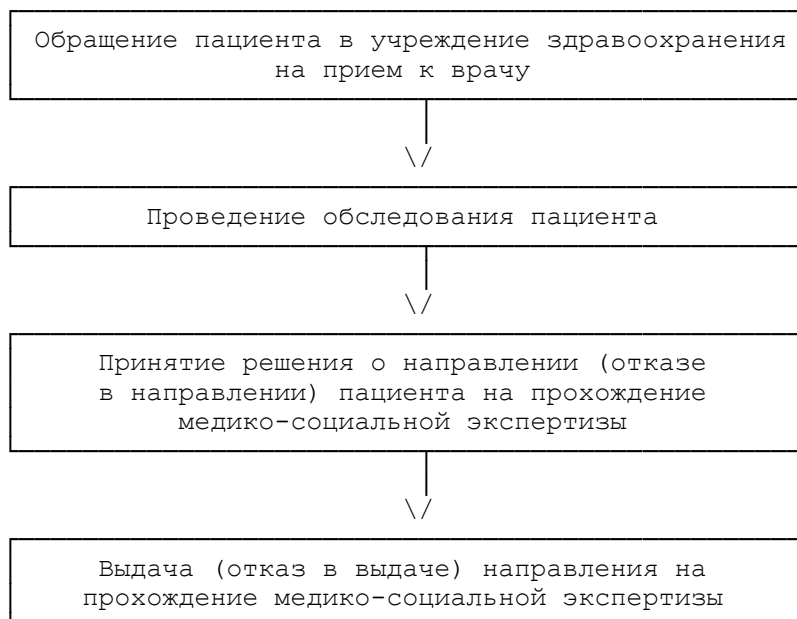 Обращение пациента в учреждение здравоохранения
на прием к врачу
\/
Проведение обследования пациента
\/
Принятие решения о направлении (отказе
в направлении) пациента на прохождение
медико-социальной экспертизы
\/
Выдача (отказ в выдаче) направления на
прохождение медико-социальной экспертизы